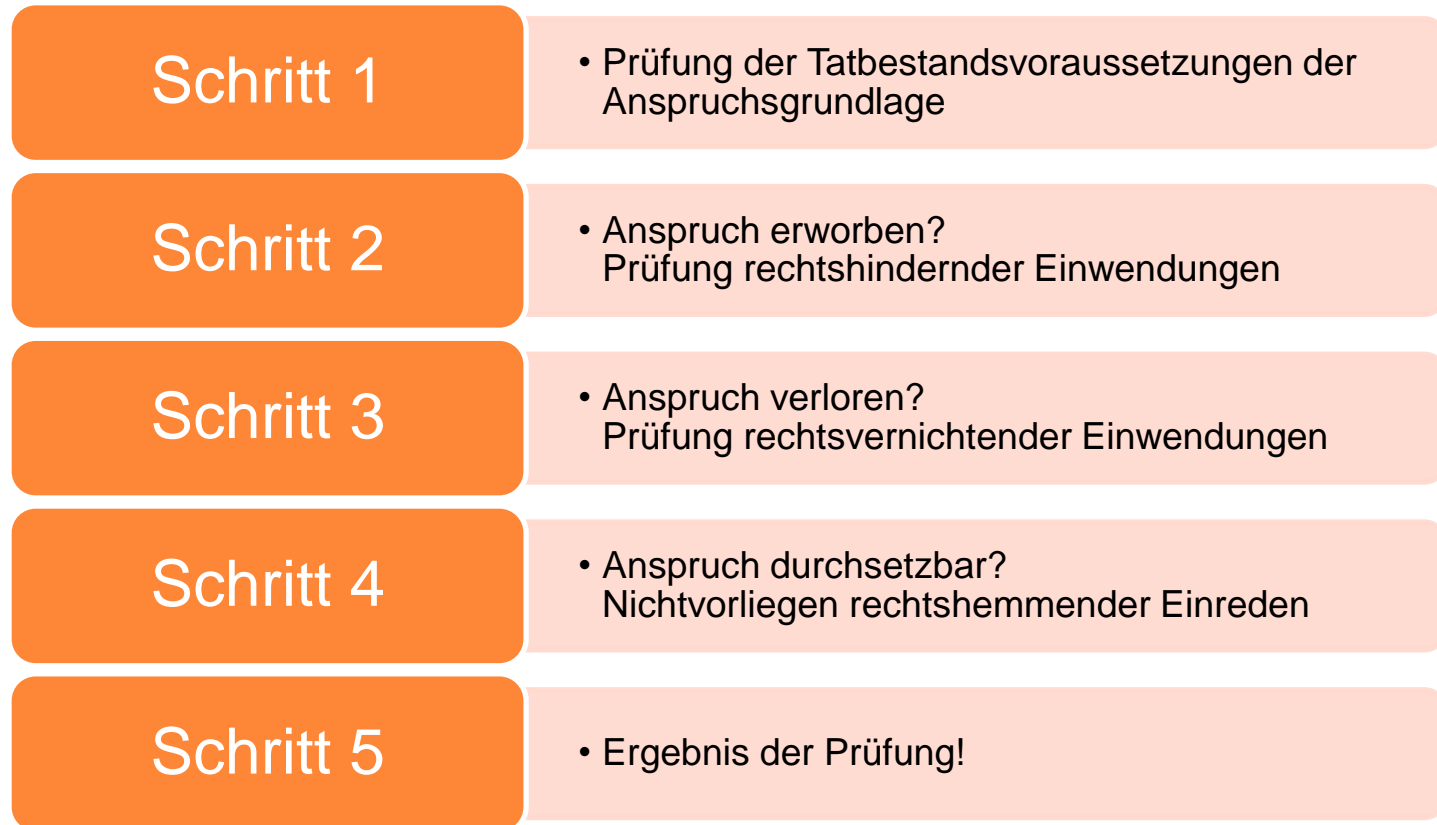 Schritt 1
• Prüfung der Tatbestandsvoraussetzungen der
Anspruchsgrundlage
Schritt 2
• Anspruch erworben?
Prüfung rechtshindernder Einwendungen
Schritt 3
• Anspruch verloren?
Prüfung rechtsvernichtender Einwendungen
Schritt 4
• Anspruch durchsetzbar?
Nichtvorliegen rechtshemmender Einreden
Schritt 5
• Ergebnis der Prüfung!